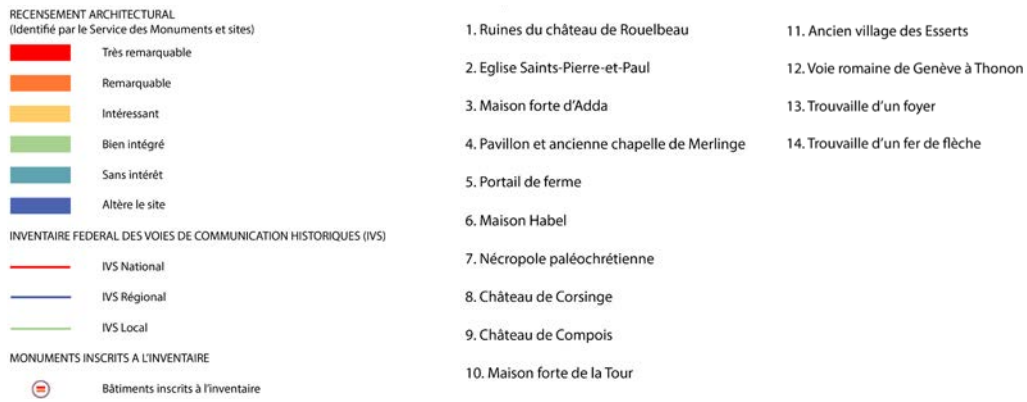 RECENSEMENT ARCHITECTURAL
(Identifié par le Service des Monuments et sites)
Très remarquable
Remarquable
Intéressant
Bien intégré
Sans intérêt
Altère le site
INVENTAIRE FEDERAL DES VOIES DE COMMUNICATION HISTORIQUES (IVS)
IVS National
IVS Régional
IVS Local
MONUMENTS INSCRITS A L'INVENTAIRE
Bâtiments inscrits à l'inventaire
1. Ruines du château de Rouelbeau
2. Eglise Saints-Pierre-et-Paul
3. Maison forte d'Adda
4. Pavillon et ancienne chapelle de Merlinge
5. Portail de ferme
6. Maison Habel
7. Nécropole paléochrétienne
8. Château de Corsinge
9. Château de Compois
10. Maison forte de la Tour
11. Ancien village des Esserts
12. Voie romaine de Genève à Thonon
13. Trouvaille d'un foyer
14. Trouvaille d'un fer de flèche